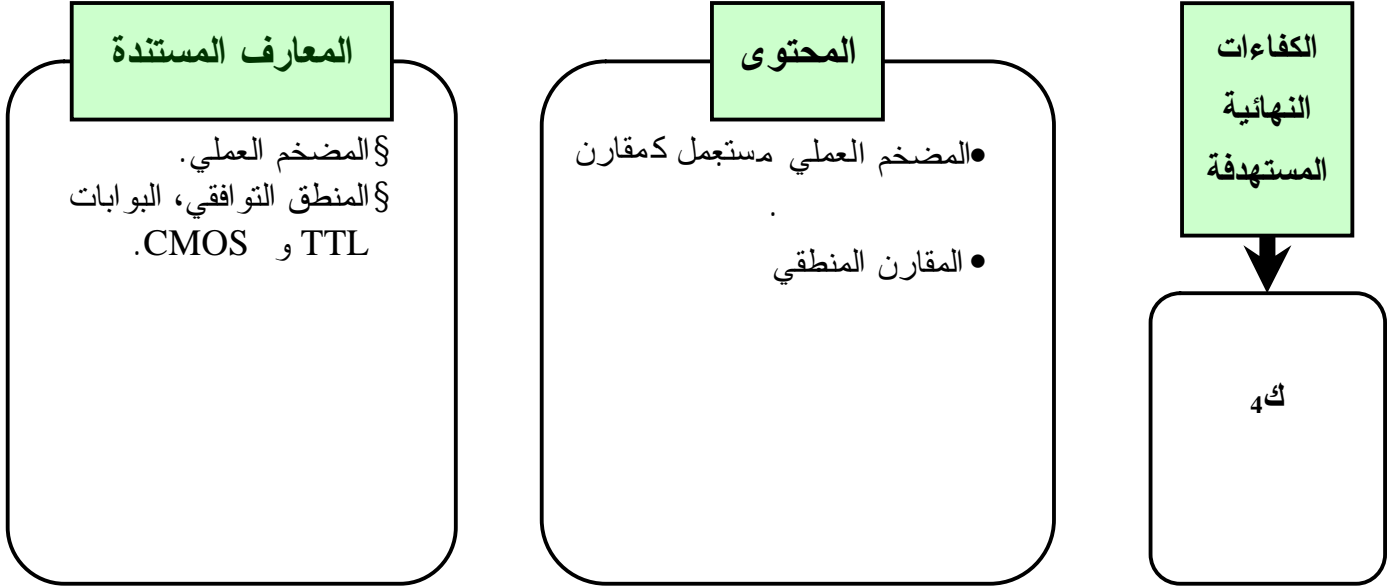 الكفاءات
النهائية
المستهدفة
ك4
المحتوى
•المضخم العملي مستعمل كمقارن
.
• المقارن المنطقي
المعارف المستندة
§المضخم العملي.
§المنطق التوافقي، البوابات
TTL و CMOS.